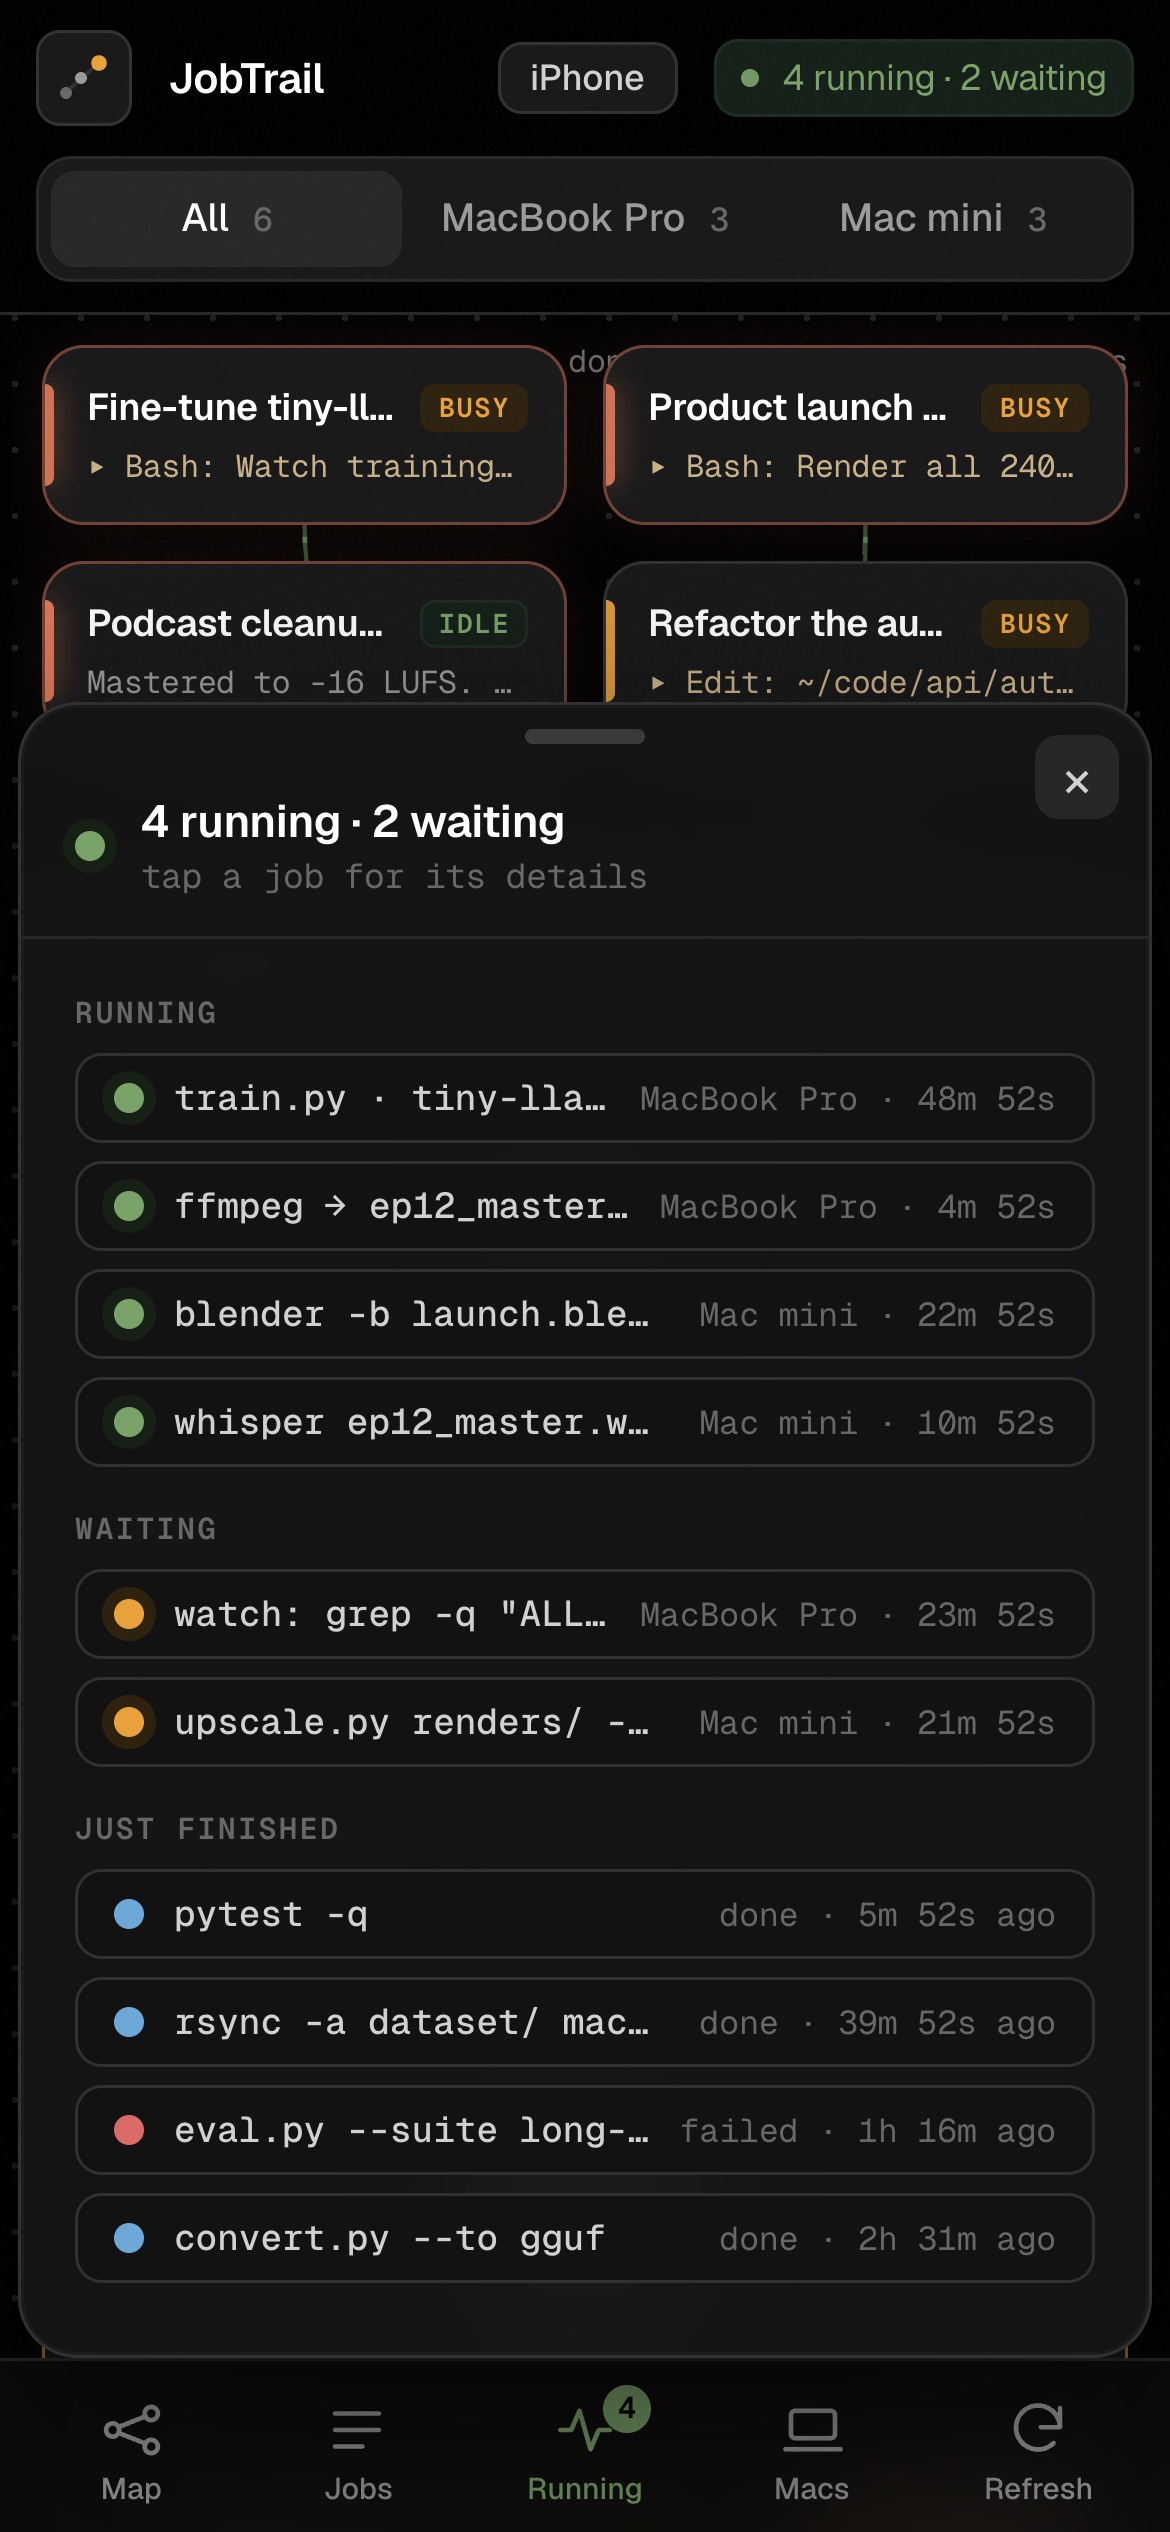 JobTrail
iPhone
4 running · 2 waiting
All 6
MacBook Pro 3
Mac mini 3
Fine-tune tiny-ll… BUSY
▸ Bash: Watch training…
Product launch … BUSY
▸ Bash: Render all 240…
Podcast cleanu… IDLE
Mastered to -16 LUFS. …
Refactor the au… BUSY
▸ Edit: ~/code/api/aut…
×
4 running · 2 waiting
tap a job for its details
RUNNING
train.py · tiny-lla… MacBook Pro · 48m 52s
ffmpeg → ep12_master… MacBook Pro · 4m 52s
blender -b launch.ble… Mac mini · 22m 52s
whisper ep12_master.w… Mac mini · 10m 52s
WAITING
watch: grep -q "ALL… MacBook Pro · 23m 52s
upscale.py renders/ -… Mac mini · 21m 52s
JUST FINISHED
pytest -q done · 5m 52s ago
rsync -a dataset/ mac… done · 39m 52s ago
eval.py --suite long-… failed · 1h 16m ago
convert.py --to gguf done · 2h 31m ago
4
Map
Jobs
Running
Macs
Refresh